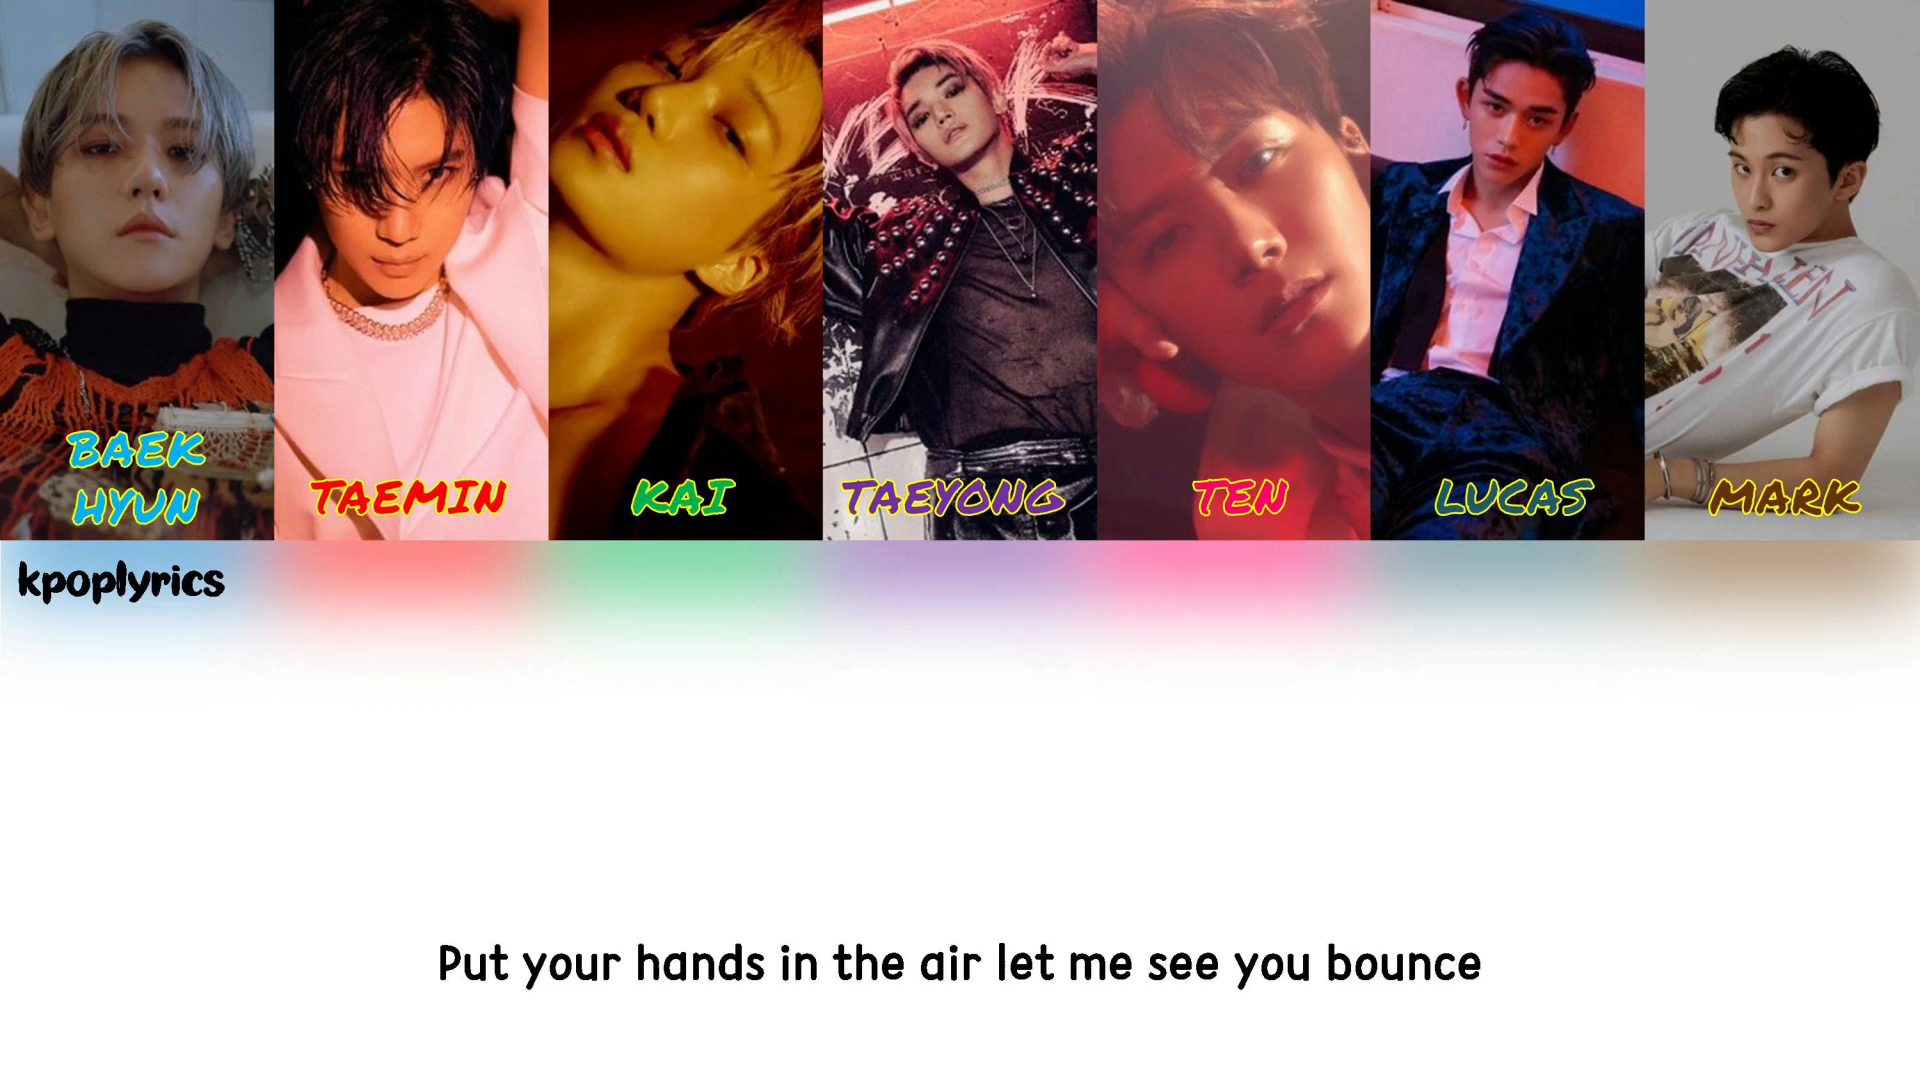 BAEK
HYUN
TAEMIN
KAI
TAEYONG
TEN
LUCAS
MARK
kpoplyrics
Put your hands in the air let me see you bounce